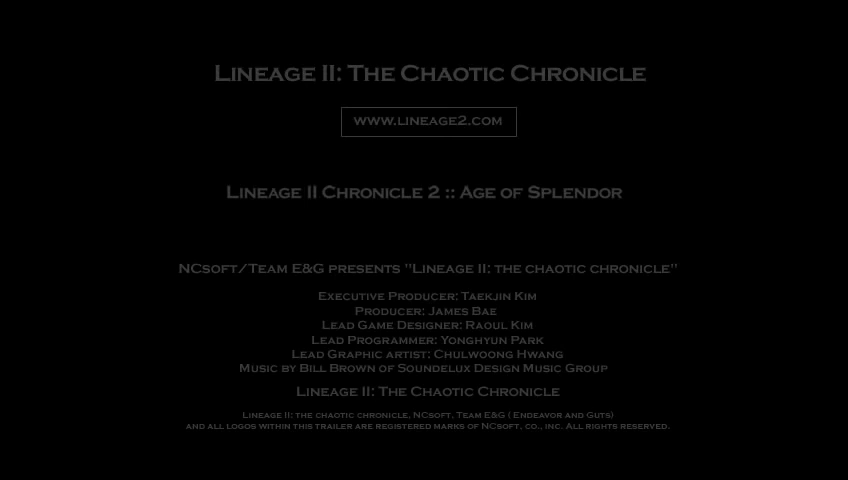 Lineage II: The Chaotic Chronicle
www.lineage2.com
Lineage II Chronicle 2 :: Age of Splendor
NCsoft/Team E&G presents "Lineage II: the chaotic chronicle"
Executive Producer: Taekjin Kim
Producer: James Bae
Lead Game Designer: Raoul Kim
Lead Programmer: Yonghyun Park
Lead Graphic artist: Chulwoong Hwang
Music by Bill Brown of Soundelux Design Music Group
Lineage II: The Chaotic Chronicle
Lineage II: the chaotic chronicle, NCsoft, Team E&G ( Endeavor and Guts)
and all logos within this trailer are registered marks of NCsoft, co., inc. All rights reserved.